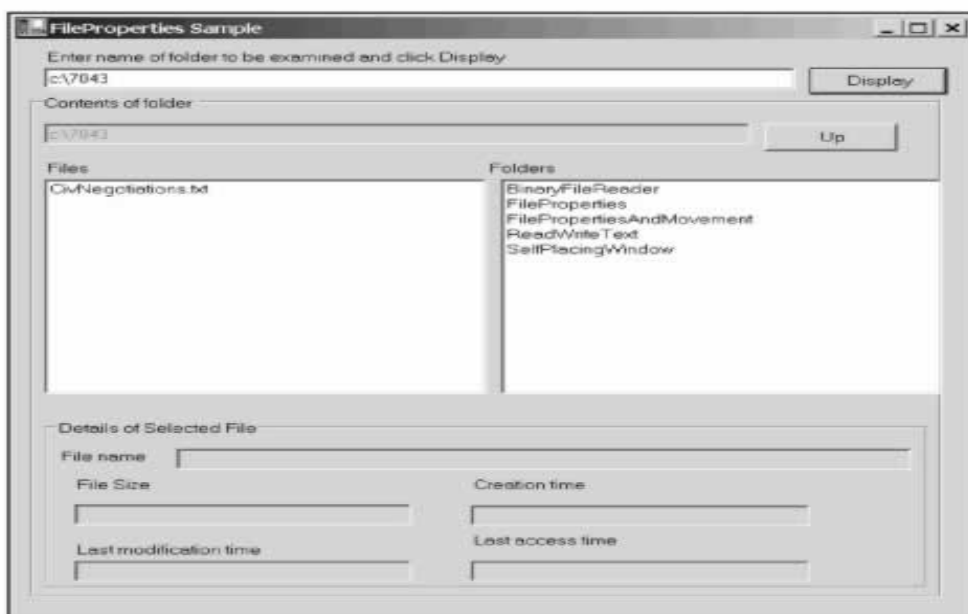 FileProperties Sample
Enter name of folder to be examined and click Display
c:\7043
Display
Contents of folder
c:\7043
Up
Files
Folders
CivNegotiations.txt
BinaryFileReader
FileProperties
FilePropertiesAndMovement
ReadWriteText
SelfPlacingWindow
Details of Selected File
File name
File Size
Creation time
Last modification time
Last access time